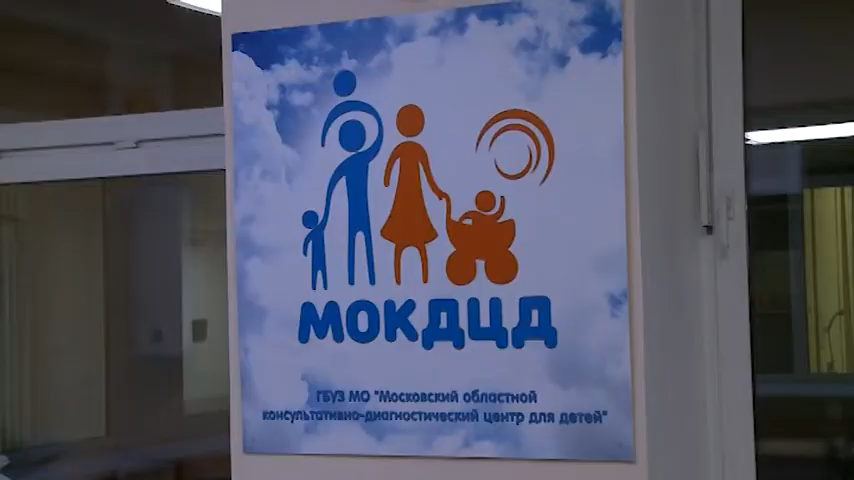 МОКДЦД
ГБУЗ МО "Московский областной
консультативно-диагностический центр для детей"